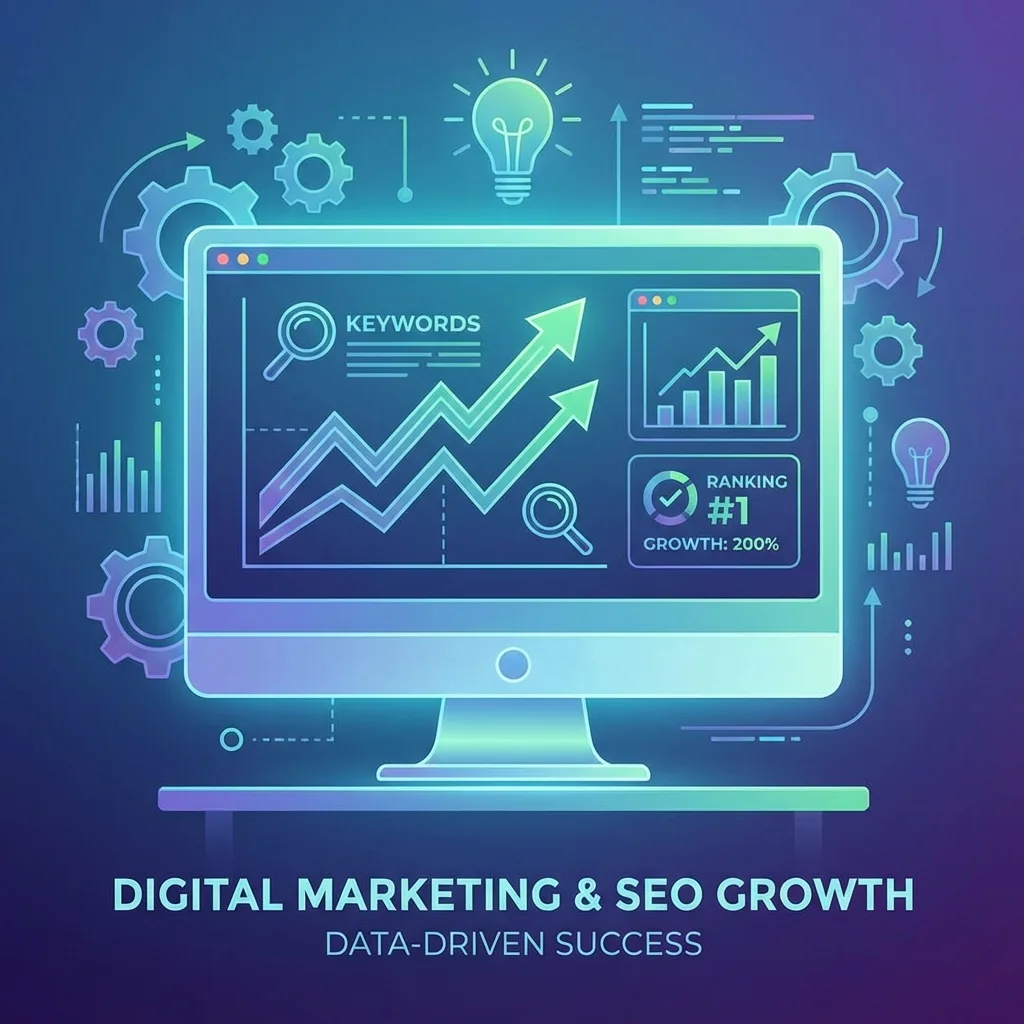 KEYWORDS
RANKING
#1
GROWTH: 200%
DIGITAL MARKETING & SEO GROWTH
DATA-DRIVEN SUCCESS